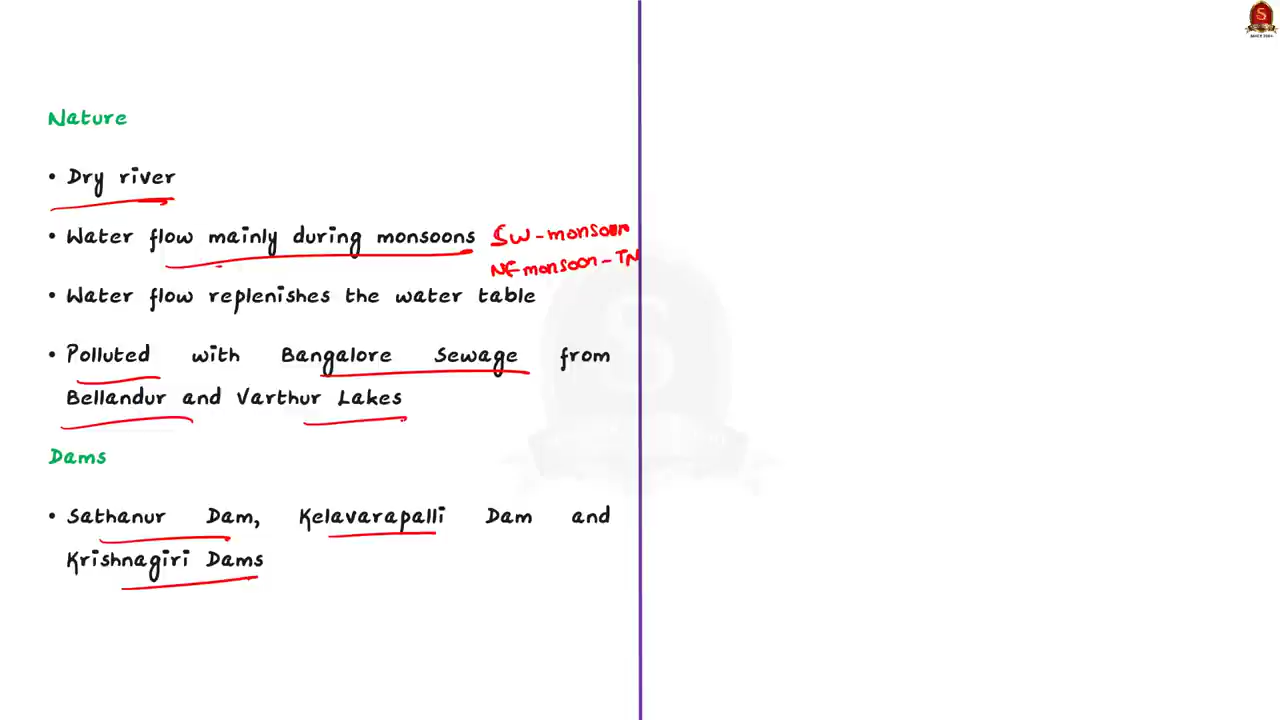 Nature
• Dry river
• Water flow mainly during monsoons SW-monsoon
NE monsoon-TN
• Water flow replenishes the water table
• Polluted with Bangalore Sewage from
Bellandur and Varthur Lakes
Dams
• Sathanur Dam, Kelavarapalli Dam and
Krishnagiri Dams
S